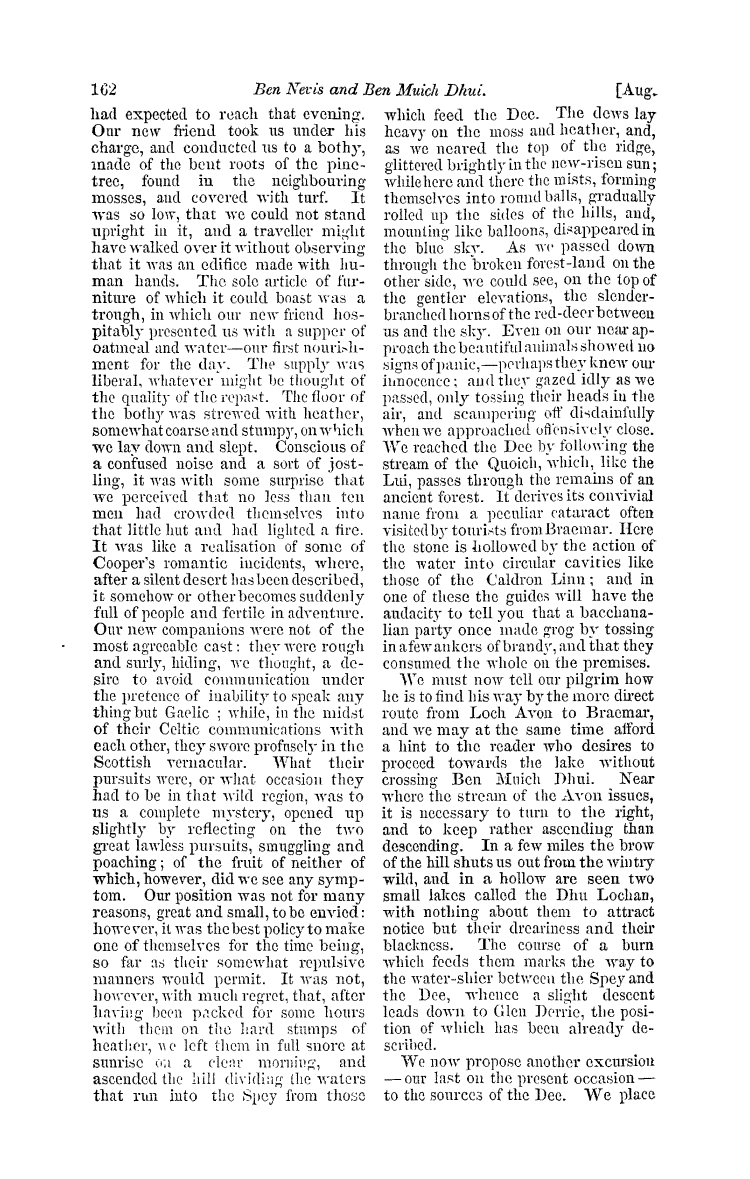 162 Ben Nevis and Ben Muich Dhui. [Aug.
had expected to reach that evening.
Our new friend took us under his
charge, and conducted us to a bothy,
made of the bent roots of the pine-
tree, found in the neighbouring
mosses, and covered with turf. It
was so low, that we could not stand
upright in it, and a traveller might
have walked over it without observing
that it was an edifice made with hu-
man hands. The sole article of fur-
niture of which it could boast was a
trough, in which our new friend hos-
pitably presented us with a supper of
oatmeal and water—our first nourish-
ment for the day. The supply was
liberal, whatever might be thought of
the quality of the repast. The floor of
the bothy was strewed with heather,
somewhat coarse and stumpy, on which
we lay down and slept. Conscious of
a confused noise and a sort of jost-
ling, it was with some surprise that
we perceived that no less than ten
men had crowded themselves into
that little hut and had lighted a fire.
It was like a realisation of some of
Cooper's romantic incidents, where,
after a silent desert has been described,
it somehow or other becomes suddenly
full of people and fertile in adventure.
Our new companions were not of the
most agreeable cast: they were rough
and surly, hiding, we thought, a de-
sire to avoid communication under
the pretence of inability to speak any
thing but Gaelic ; while, in the midst
of their Celtic communications with
each other, they swore profusely in the
Scottish vernacular. What their
pursuits were, or what occasion they
had to be in that wild region, was to
us a complete mystery, opened up
slightly by reflecting on the two
great lawless pursuits, smuggling and
poaching; of the fruit of neither of
which, however, did we see any symp-
tom. Our position was not for many
reasons, great and small, to be envied:
however, it was the best policy to make
one of themselves for the time being,
so far as their somewhat repulsive
manners would permit. It was not,
however, with much regret, that, after
having been packed for some hours
with them on the hard stumps of
heather, we left them in full snore at
sunrise on a clear morning, and
ascended the hill dividing the waters
that run into the Spey from those
which feed the Dee. The dews lay
heavy on the moss and heather, and,
as we neared the top of the ridge,
glittered brightly in the new-risen sun;
while here and there the mists, forming
themselves into round balls, gradually
rolled up the sides of the hills, and,
mounting like balloons, disappeared in
the blue sky. As we passed down
through the broken forest-land on the
other side, we could see, on the top of
the gentler elevations, the slender-
branched horns of the red-deer between
us and the sky. Even on our near ap-
proach the beautiful animals showed no
signs of panic,—perhaps they knew our
innocence; and they gazed idly as we
passed, only tossing their heads in the
air, and scampering off disdainfully
when we approached offensively close.
We reached the Dee by following the
stream of the Quoich, which, like the
Lui, passes through the remains of an
ancient forest. It derives its convivial
name from a peculiar cataract often
visited by tourists from Braemar. Here
the stone is hollowed by the action of
the water into circular cavities like
those of the Caldron Linn; and in
one of these the guides will have the
audacity to tell you that a bacchana-
lian party once made grog by tossing
in a few ankers of brandy, and that they
consumed the whole on the premises.
We must now tell our pilgrim how
he is to find his way by the more direct
route from Loch Avon to Braemar,
and we may at the same time afford
a hint to the reader who desires to
proceed towards the lake without
crossing Ben Muich Dhui. Near
where the stream of the Avon issues,
it is necessary to turn to the right,
and to keep rather ascending than
descending. In a few miles the brow
of the hill shuts us out from the wintry
wild, and in a hollow are seen two
small lakes called the Dhu Lochan,
with nothing about them to attract
notice but their dreariness and their
blackness. The course of a burn
which feeds them marks the way to
the water-shier between the Spey and
the Dee, whence a slight descent
leads down to Glen Derrie, the posi-
tion of which has been already de-
scribed.
We now propose another excursion
—our last on the present occasion—
to the sources of the Dee. We place